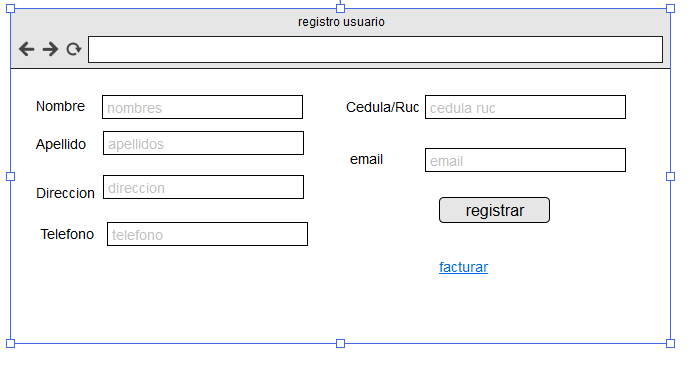 registro usuario
Nombre nombres
Cedula/Ruc cedula ruc
Apellido apellidos
email email
Direccion direccion
registrar
Telefono telefono
facturar